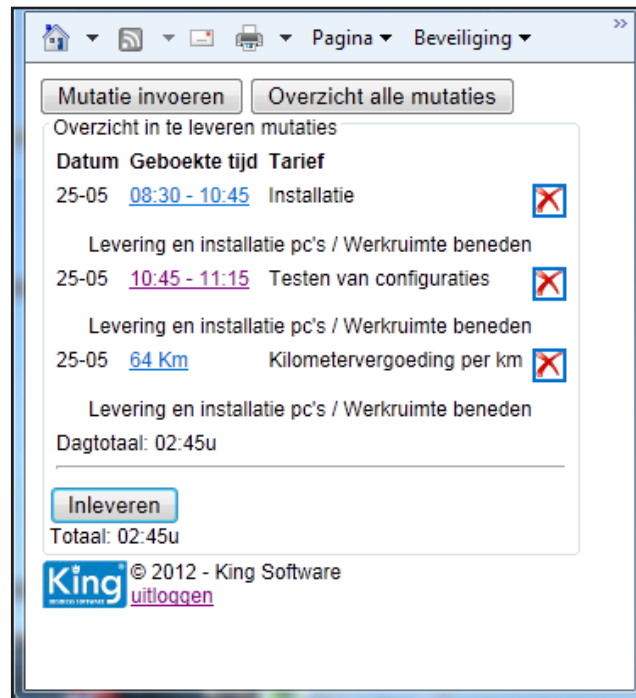 Pagina Beveiliging »
Mutatie invoeren Overzicht alle mutaties
Overzicht in te leveren mutaties
Datum Geboekte tijd Tarief
25-05 08:30 - 10:45 Installatie
Levering en installatie pc's / Werkruimte beneden
25-05 10:45 - 11:15 Testen van configuraties
Levering en installatie pc's / Werkruimte beneden
25-05 64 Km Kilometervergoeding per km
Levering en installatie pc's / Werkruimte beneden
Dagtotaal: 02:45u
Inleveren
Totaal: 02:45u
King © 2012 - King Software
uitloggen